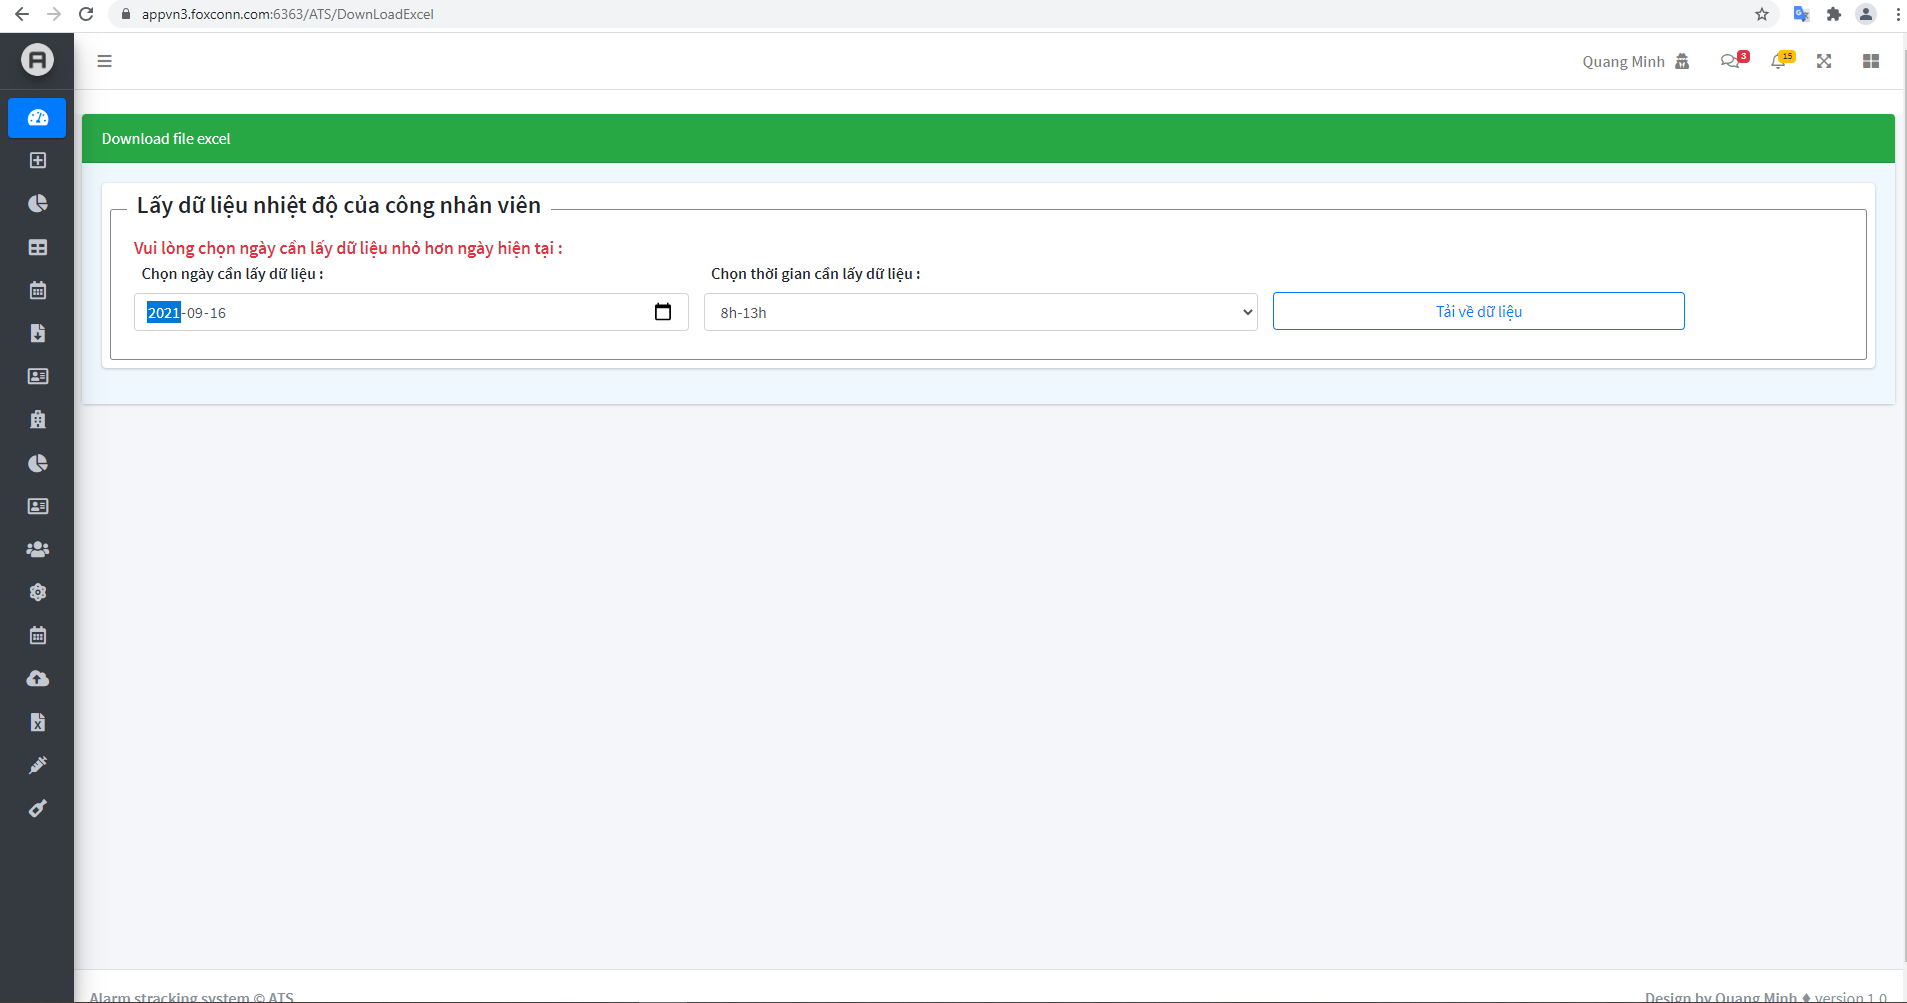 appvn3.foxconn.com:6363/ATS/DownLoadExcel
A
Quang Minh
3
15
Download file excel
Lấy dữ liệu nhiệt độ của công nhân viên
Vui lòng chọn ngày cần lấy dữ liệu nhỏ hơn ngày hiện tại :
Chọn ngày cần lấy dữ liệu :
Chọn thời gian cần lấy dữ liệu :
2021-09-16
8h-13h
Tải về dữ liệu
Alarm stracking system © ATS
Design by Quang Minh ♦ version 1.0